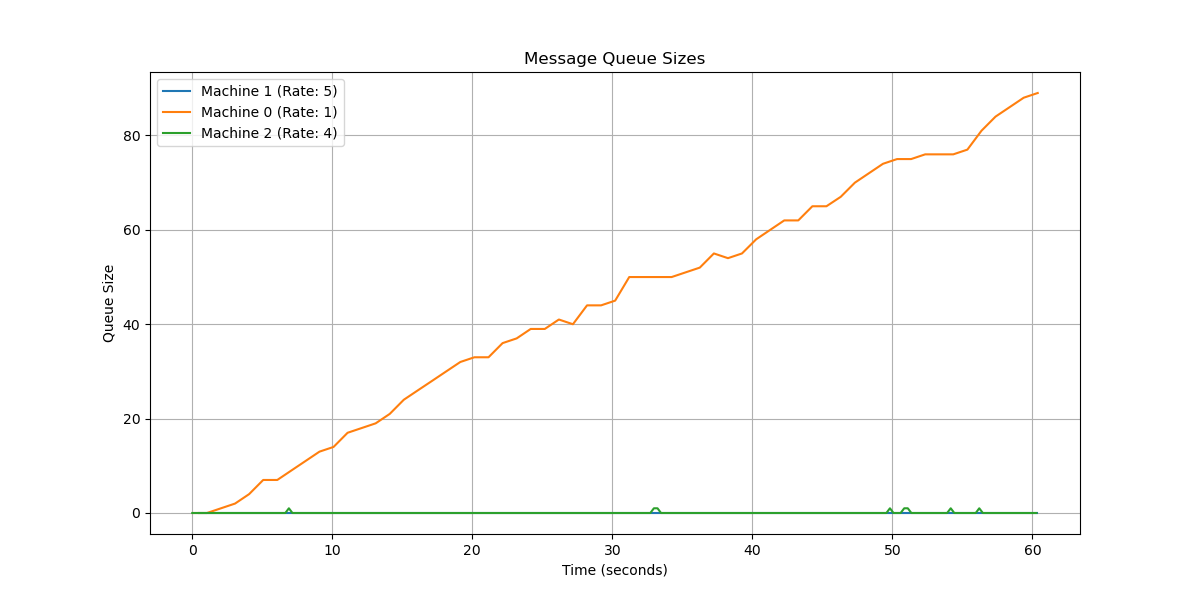 Message Queue Sizes
Machine 1 (Rate: 5)
Machine 0 (Rate: 1)
Machine 2 (Rate: 4)
Queue Size
80
60
40
20
0
0 10 20 30 40 50 60
Time (seconds)